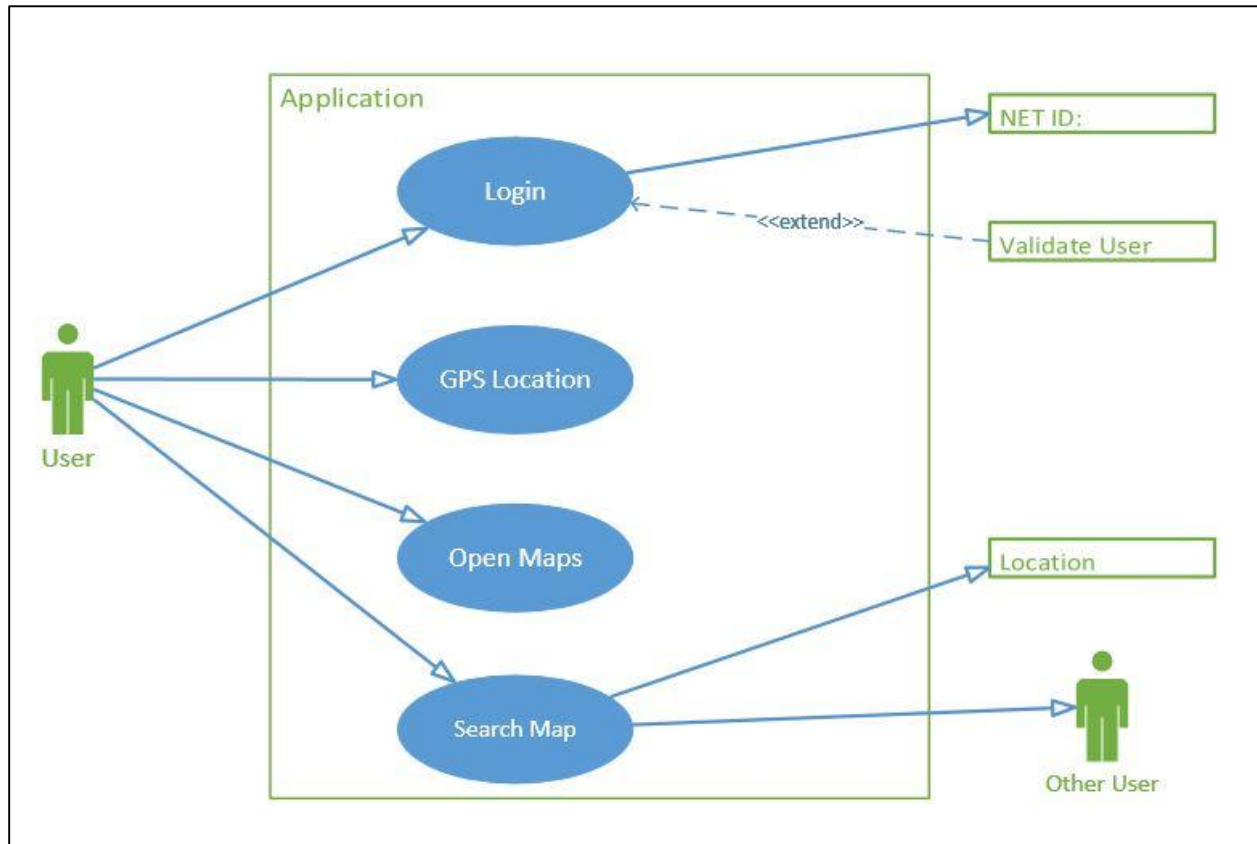 Application
NET ID:
Login
<<extend>>
Validate User
GPS Location
User
Open Maps
Location
Search Map
Other User